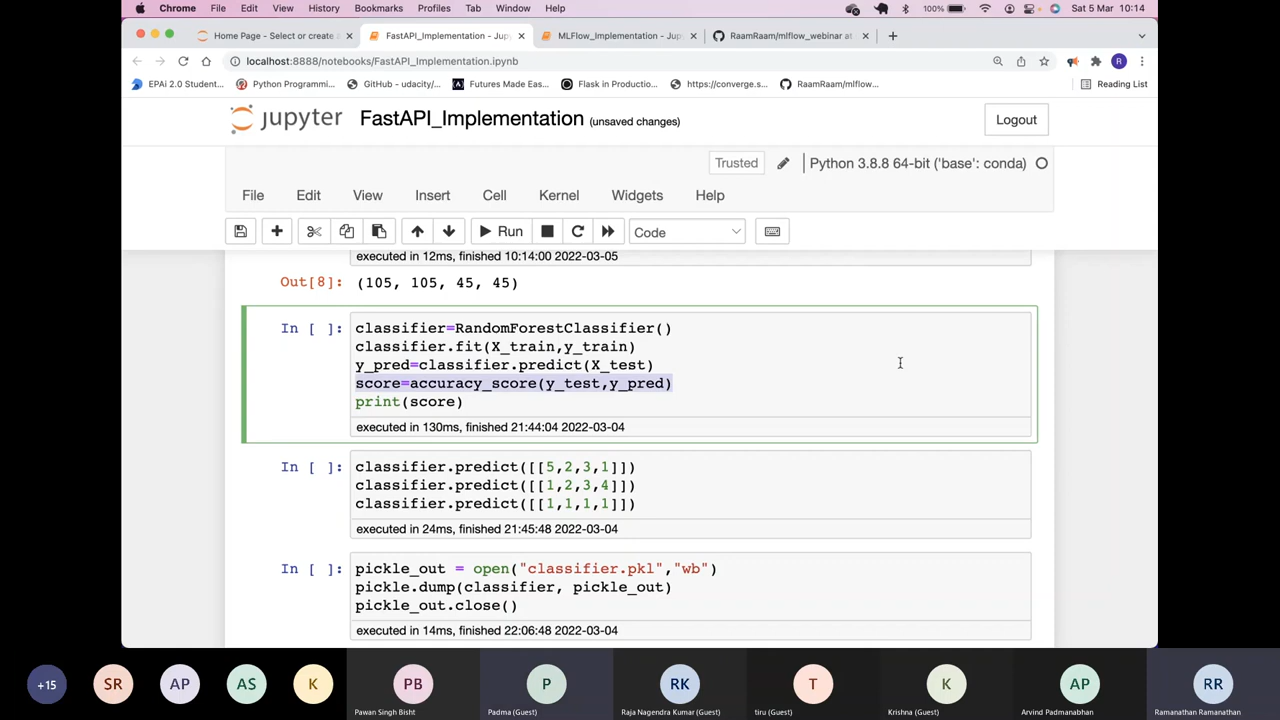 Chrome File Edit View History Bookmarks Profiles Tab Window Help 100% Sat 5 Mar 10:14
Home Page - Select or create a FastAPI_Implementation - Jup MLFlow_Implementation - Jup RaamRaam/mlflow_webinar at
localhost:8888/notebooks/FastAPI_Implementation.ipynb R
EPAi 2.0 Student... Python Programmi... GitHub - udacity/... Futures Made Eas... Flask in Production... https://converge.s... RaamRaam/mlflow... Reading List
jupyter FastAPI_Implementation (unsaved changes) Logout
Trusted Python 3.8.8 64-bit ('base': conda)
File Edit View Insert Cell Kernel Widgets Help
Run Code
executed in 12ms, finished 10:14:00 2022-03-05
Out[8]: (105, 105, 45, 45)
In [ ]: classifier=RandomForestClassifier()
classifier.fit(X_train,y_train)
y_pred=classifier.predict(X_test)
score=accuracy_score(y_test,y_pred)
print(score)
executed in 130ms, finished 21:44:04 2022-03-04
In [ ]: classifier.predict([[5,2,3,1]])
classifier.predict([[1,2,3,4]])
classifier.predict([[1,1,1,1]])
executed in 24ms, finished 21:45:48 2022-03-04
In [ ]: pickle_out = open("classifier.pkl","wb")
pickle.dump(classifier, pickle_out)
pickle_out.close()
executed in 14ms, finished 22:06:48 2022-03-04
+15 SR AP AS K PB P RK T K AP RR
Pawan Singh Bisht Padma (Guest) Raja Nagendra Kumar (Guest) tiru (Guest) Krishna (Guest) Arvind Padmanabhan Ramanathan Ramanathan